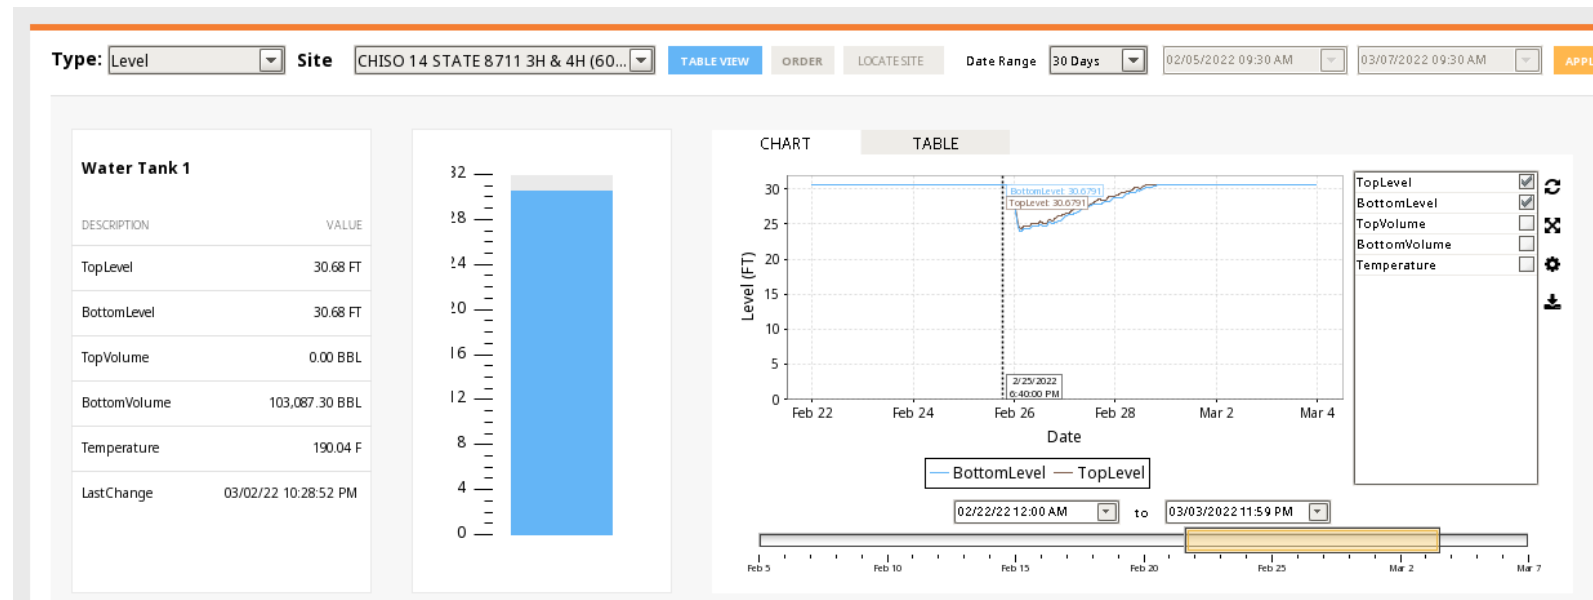 Type: Level Site CHISO 14 STATE 8711 3H & 4H (60... TABLE VIEW ORDER LOCATE SITE Date Range 30 Days 02/05/2022 09:30 AM 03/07/2022 09:30 AM APPL
Water Tank 1
DESCRIPTION VALUE
TopLevel 30.68 FT
BottomLevel 30.68 FT
TopVolume 0.00 BBL
BottomVolume 103,087.30 BBL
Temperature 190.04 F
LastChange 03/02/22 10:28:52 PM
32
28
24
20
16
12
8
4
0
CHART TABLE
30
25
20
15
10
5
0
Level (FT)
BottomLevel: 30.6791
TopLevel: 30.6791
2/25/2022
6:40:00 PM
Feb 22 Feb 24 Feb 26 Feb 28 Mar 2 Mar 4
Date
BottomLevel TopLevel
TopLevel
BottomLevel
TopVolume
BottomVolume
Temperature
02/22/22 12:00 AM to 03/03/2022 11:59 PM
Feb 5 Feb 10 Feb 15 Feb 20 Feb 25 Mar 2 Mar 7